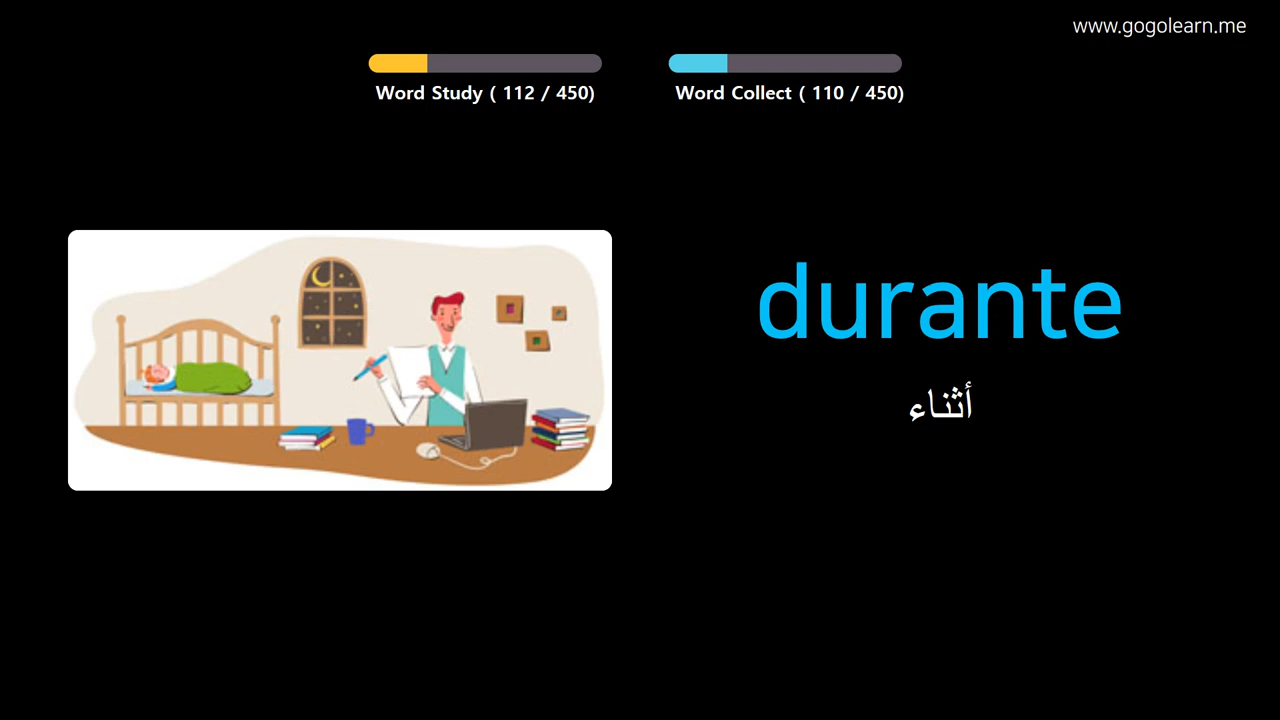 www.gogolearn.me
Word Study ( 112 / 450)
Word Collect ( 110 / 450)
durante
أثناء